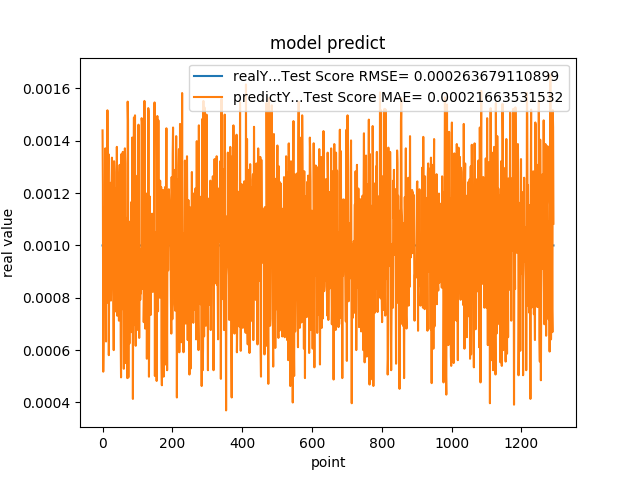 model predict
realY...Test Score RMSE= 0.000263679110899
predictY...Test Score MAE= 0.00021663531532
0.0016
0.0014
0.0012
0.0010
0.0008
0.0006
0.0004
real value
0 200 400 600 800 1000 1200
point